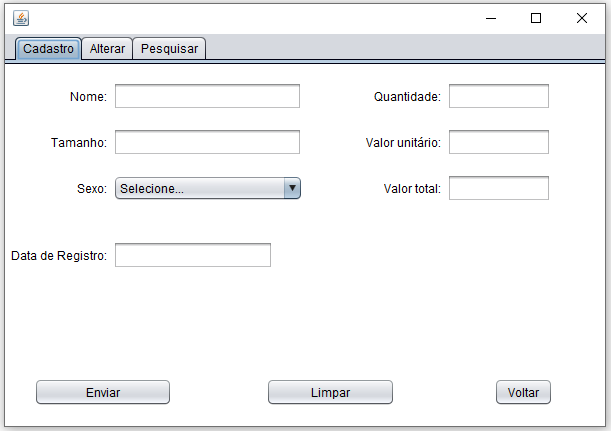 Cadastro Alterar Pesquisar
Nome: Quantidade:
Tamanho: Valor unitário:
Sexo: Selecione... Valor total:
Data de Registro:
Enviar Limpar Voltar